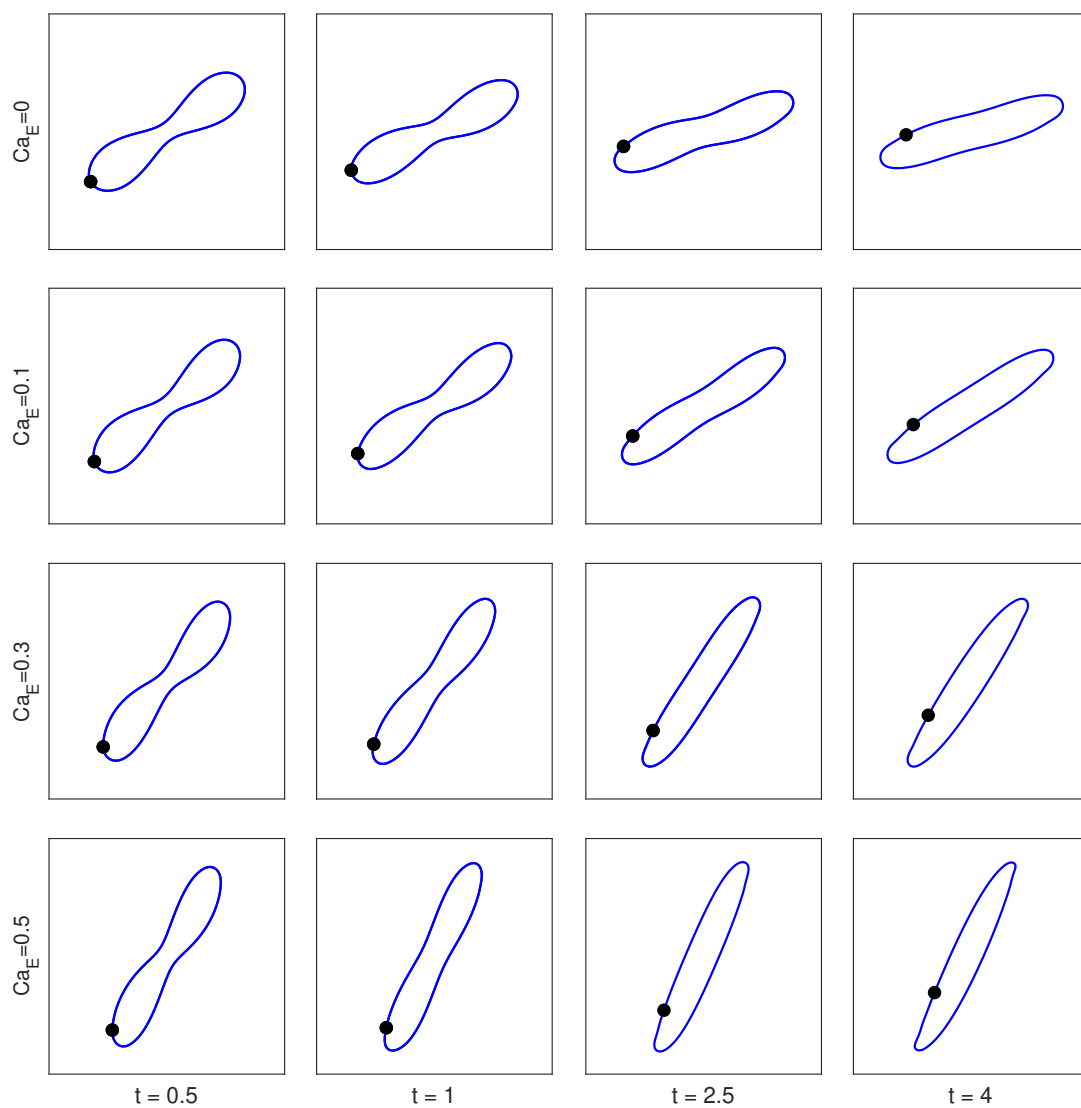 Ca_E=0
Ca_E=0.1
Ca_E=0.3
Ca_E=0.5
t = 0.5
t = 1
t = 2.5
t = 4